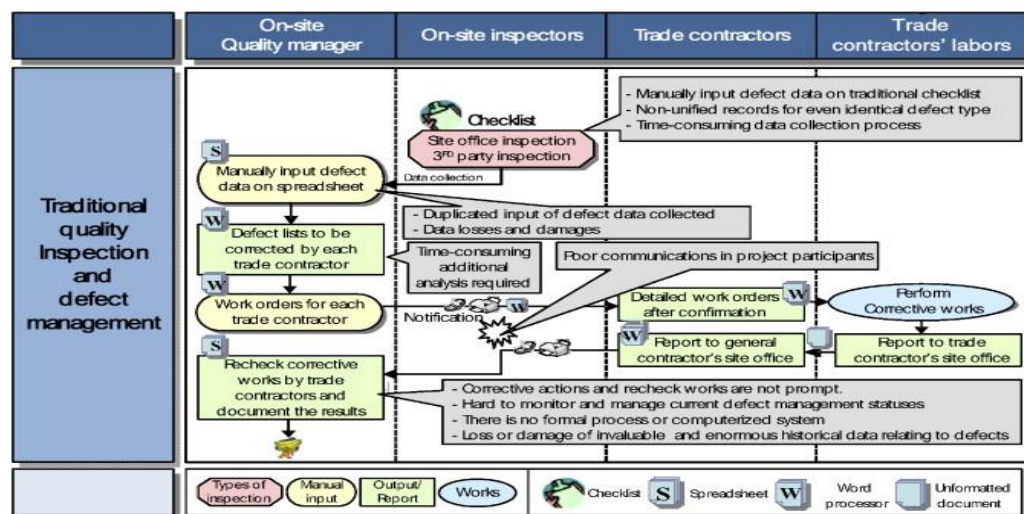 On-site
Quality manager
On-site inspectors
Trade contractors
Trade
contractors' labors
Traditional
quality
Inspection
and
defect
management
- Manually input defect data on traditional checklist
- Non-unified records for even identical defect type
- Time-consuming data collection process
Checklist
Site office inspection
3RD party inspection
Data collection
S
Manually input defect
data on spreadsheet
- Duplicated input of defect data collected
- Data losses and damages
W
Defect lists to be
corrected by each
trade contractor
Time-consuming
additional
analysis required
Poor communications in project participants
W
Work orders for each
trade contractor
Notification
W
Detailed work orders
after confirmation
W
Perform
Corrective works
S
Recheck corrective
works by trade
contractors and
document the results
W
Report to general
contractor's site office
Report to trade
contractor's site office
- Corrective actions and recheck works are not prompt.
- Hard to monitor and manage current defect management statuses
- There is no formal process or computerized system
- Loss or damage of invaluable and enormous historical data relating to defects
Types of
inspection
Manual
input
Output/
Report
Works
Checklist
S
Spreadsheet
W
Word
processor
Unformatted
document